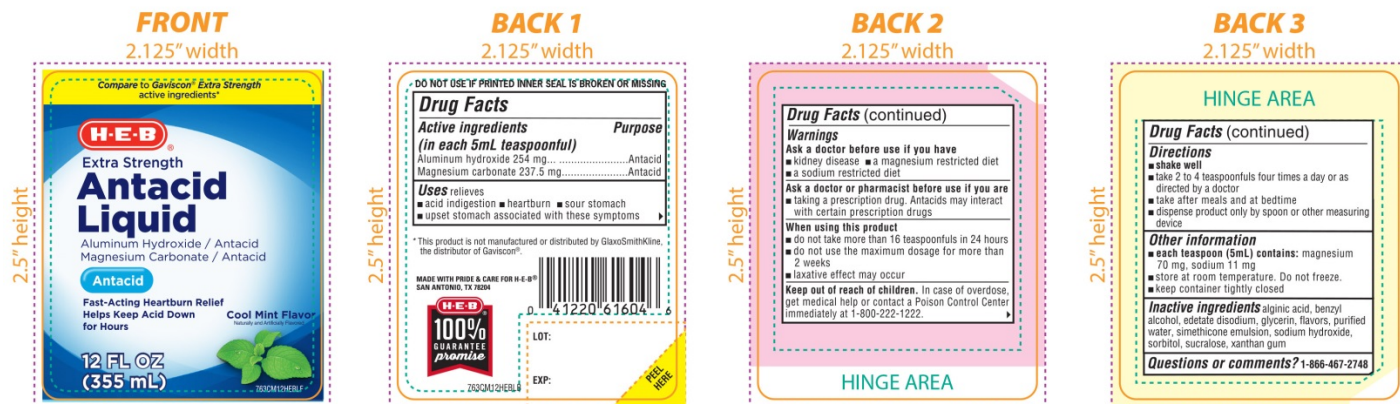 FRONT
2.125" width
2.5" height
Compare to Gaviscon® Extra Strength
active ingredients*
H-E-B®
Extra Strength
Antacid
Liquid
Aluminum Hydroxide / Antacid
Magnesium Carbonate / Antacid
Antacid
Fast-Acting Heartburn Relief
Helps Keep Acid Down
for Hours
Cool Mint Flavor
Naturally and Artificially Flavored
12 FL OZ
(355 mL)
763CM12HEBLF
BACK 1
2.125" width
2.5" height
DO NOT USE IF PRINTED INNER SEAL IS BROKEN OR MISSING
Drug Facts
Active ingredients Purpose
(in each 5mL teaspoonful)
Aluminum hydroxide 254 mg... .......................Antacid
Magnesium carbonate 237.5 mg......................Antacid
Uses relieves
■ acid indigestion ■ heartburn ■ sour stomach
■ upset stomach associated with these symptoms
* This product is not manufactured or distributed by GlaxoSmithKline,
the distributor of Gaviscon®.
MADE WITH PRIDE & CARE FOR H-E-B®
SAN ANTONIO, TX 78204
H-E-B®
100%
GUARANTEE
promise
0 41220 61604 6
LOT:
EXP:
PEEL
HERE
763CM12HEBLB
BACK 2
2.125" width
2.5" height
Drug Facts (continued)
Warnings
Ask a doctor before use if you have
■ kidney disease ■ a magnesium restricted diet
■ a sodium restricted diet
Ask a doctor or pharmacist before use if you are
■ taking a prescription drug. Antacids may interact
with certain prescription drugs
When using this product
■ do not take more than 16 teaspoonfuls in 24 hours
■ do not use the maximum dosage for more than
2 weeks
■ laxative effect may occur
Keep out of reach of children. In case of overdose,
get medical help or contact a Poison Control Center
immediately at 1-800-222-1222.
HINGE AREA
BACK 3
2.125" width
2.5" height
HINGE AREA
Drug Facts (continued)
Directions
■ shake well
■ take 2 to 4 teaspoonfuls four times a day or as
directed by a doctor
■ take after meals and at bedtime
■ dispense product only by spoon or other measuring
device
Other information
■ each teaspoon (5mL) contains: magnesium
70 mg, sodium 11 mg
■ store at room temperature. Do not freeze.
■ keep container tightly closed
Inactive ingredients alginic acid, benzyl
alcohol, edetate disodium, glycerin, flavors, purified
water, simethicone emulsion, sodium hydroxide,
sorbitol, sucralose, xanthan gum
Questions or comments? 1-866-467-2748